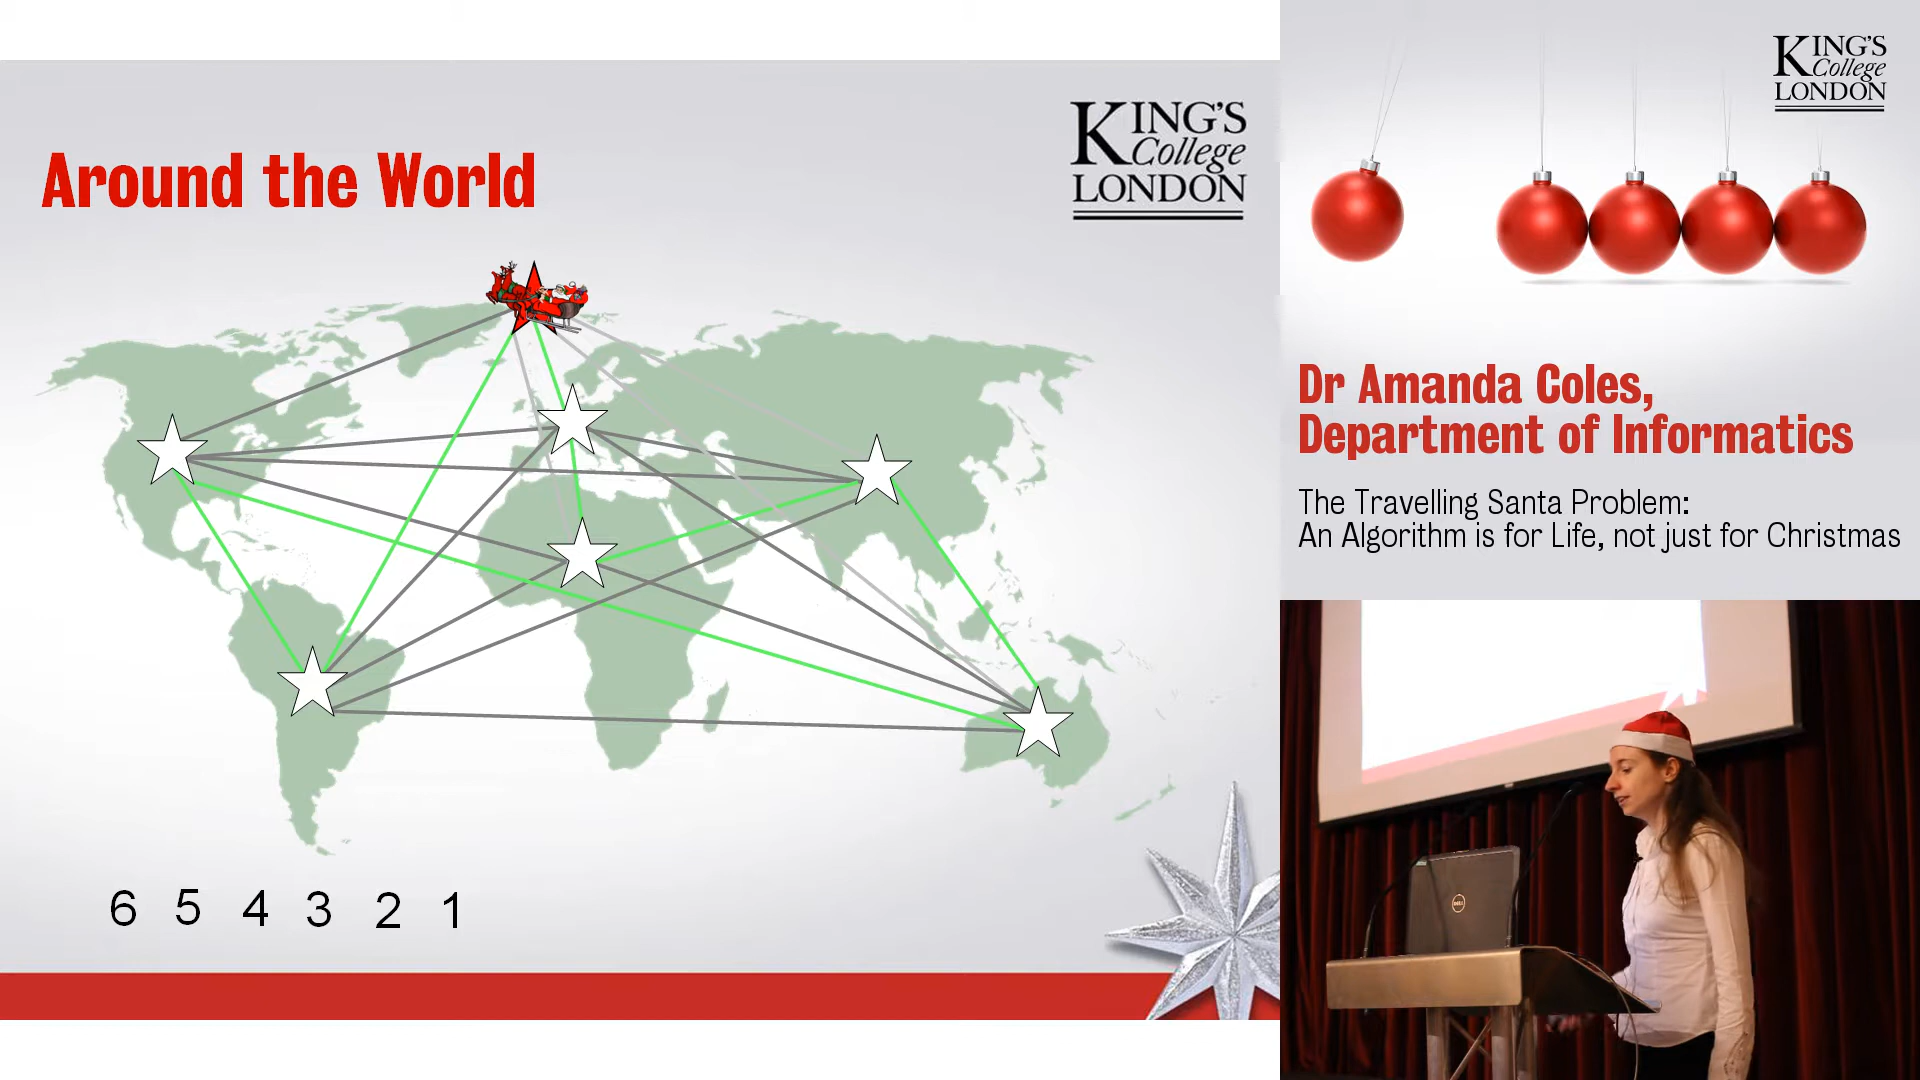 KING'S
College
LONDON
Around the World
6 5 4 3 2 1
KING'S
College
LONDON
Dr Amanda Coles,
Department of Informatics
The Travelling Santa Problem:
An Algorithm is for Life, not just for Christmas
DELL